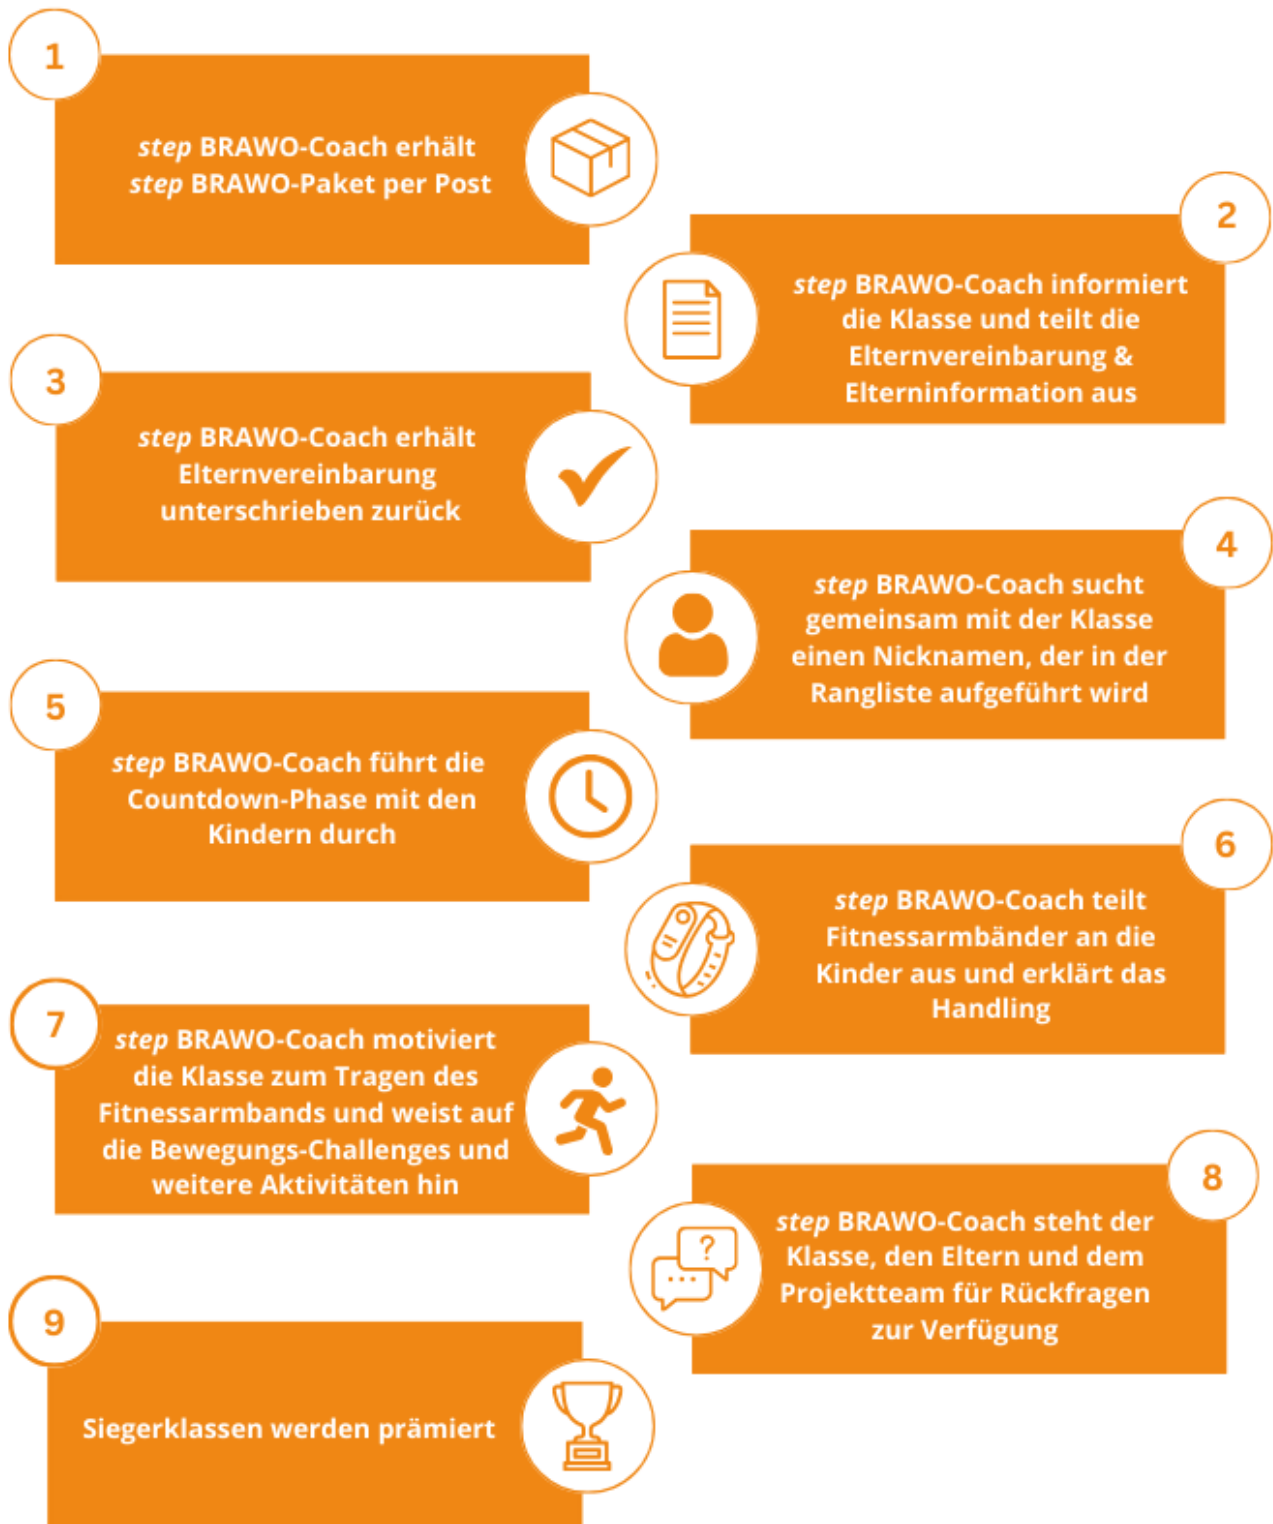 1
step BRAWO-Coach erhält
step BRAWO-Paket per Post
2
step BRAWO-Coach informiert
die Klasse und teilt die
Elternvereinbarung &
Elterninformation aus
3
step BRAWO-Coach erhält
Elternvereinbarung
unterschrieben zurück
4
step BRAWO-Coach sucht
gemeinsam mit der Klasse
einen Nicknamen, der in der
Rangliste aufgeführt wird
5
step BRAWO-Coach führt die
Countdown-Phase mit den
Kindern durch
6
step BRAWO-Coach teilt
Fitnessarmbänder an die
Kinder aus und erklärt das
Handling
7
step BRAWO-Coach motiviert
die Klasse zum Tragen des
Fitnessarmbands und weist auf
die Bewegungs-Challenges und
weitere Aktivitäten hin
8
step BRAWO-Coach steht der
Klasse, den Eltern und dem
Projektteam für Rückfragen
zur Verfügung
?
9
Siegerklassen werden prämiert